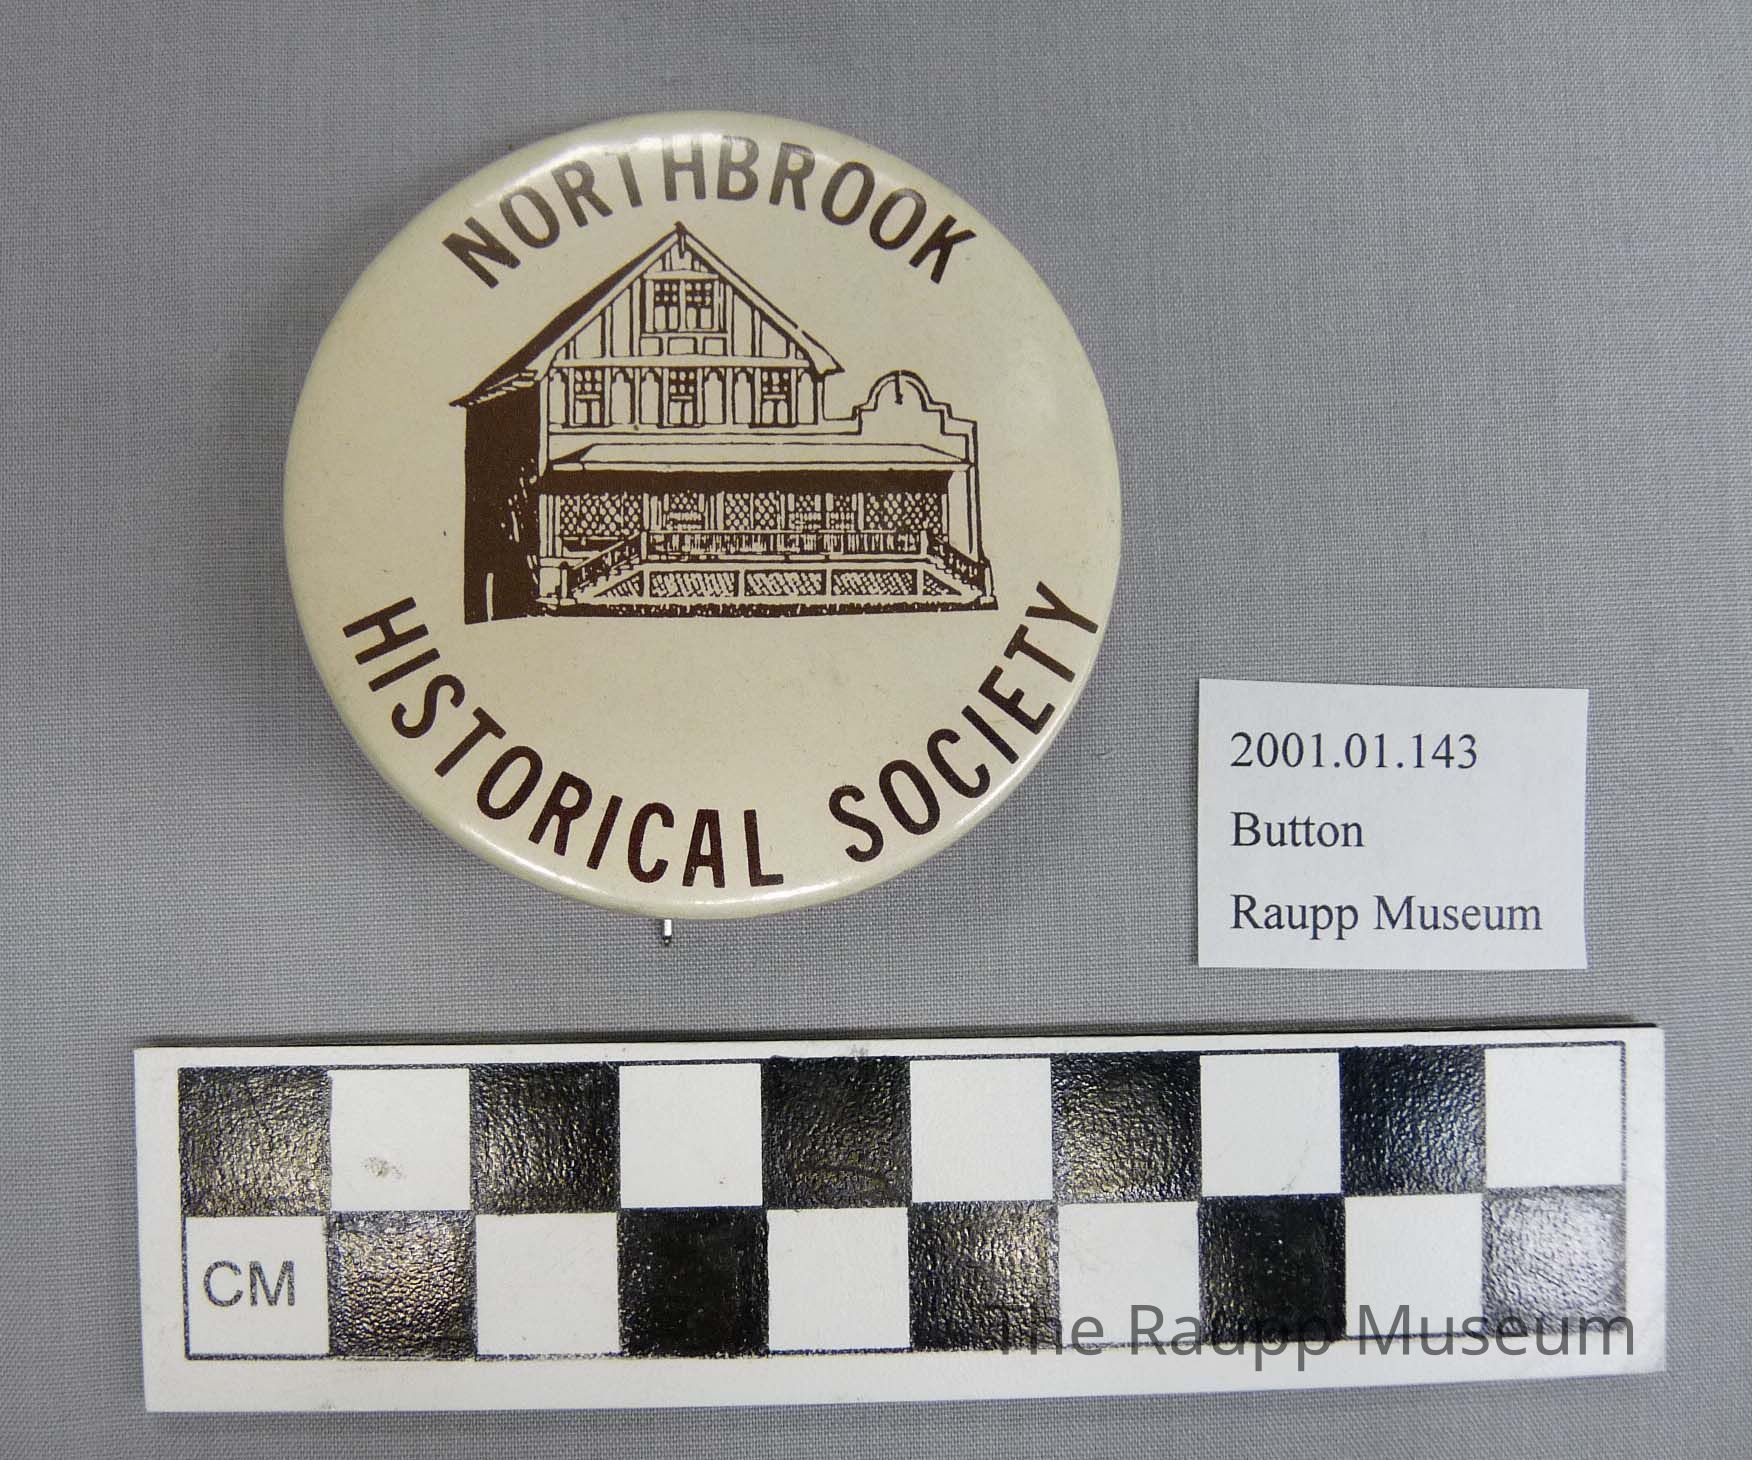 NORTHBROOK
HISTORICAL SOCIETY
2001.01.143
Button
Raupp Museum
CM
The Raupp Museum